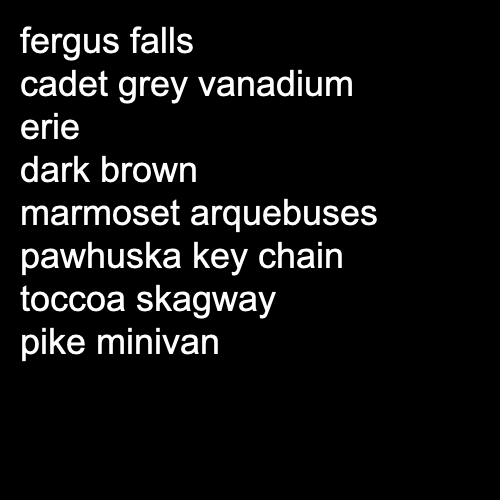 fergus falls
cadet grey vanadium
erie
dark brown
marmoset arquebuses
pawhuska key chain
toccoa skagway
pike minivan